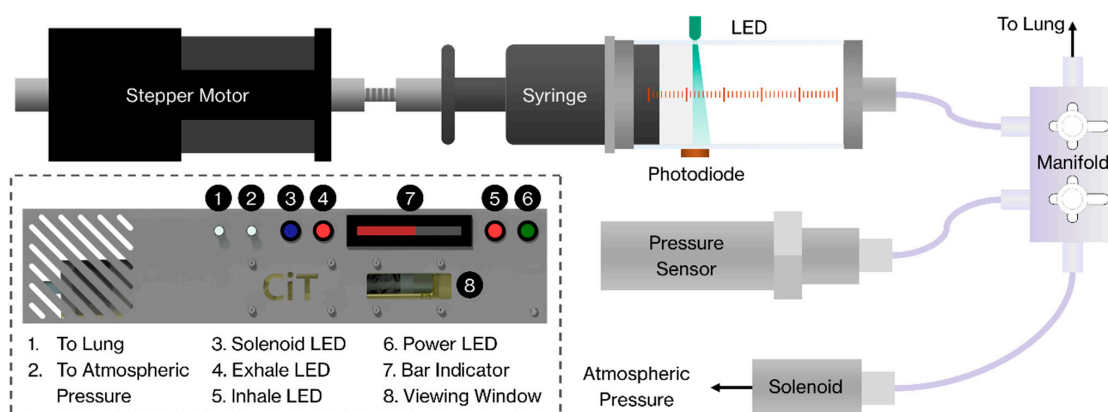 To Lung
LED
Stepper Motor
Syringe
Manifold
Photodiode
1 2 3 4 7 5 6
Pressure
Sensor
CiT
8
1. To Lung
2. To Atmospheric
Pressure
3. Solenoid LED
4. Exhale LED
5. Inhale LED
6. Power LED
7. Bar Indicator
8. Viewing Window
Atmospheric
Pressure
Solenoid